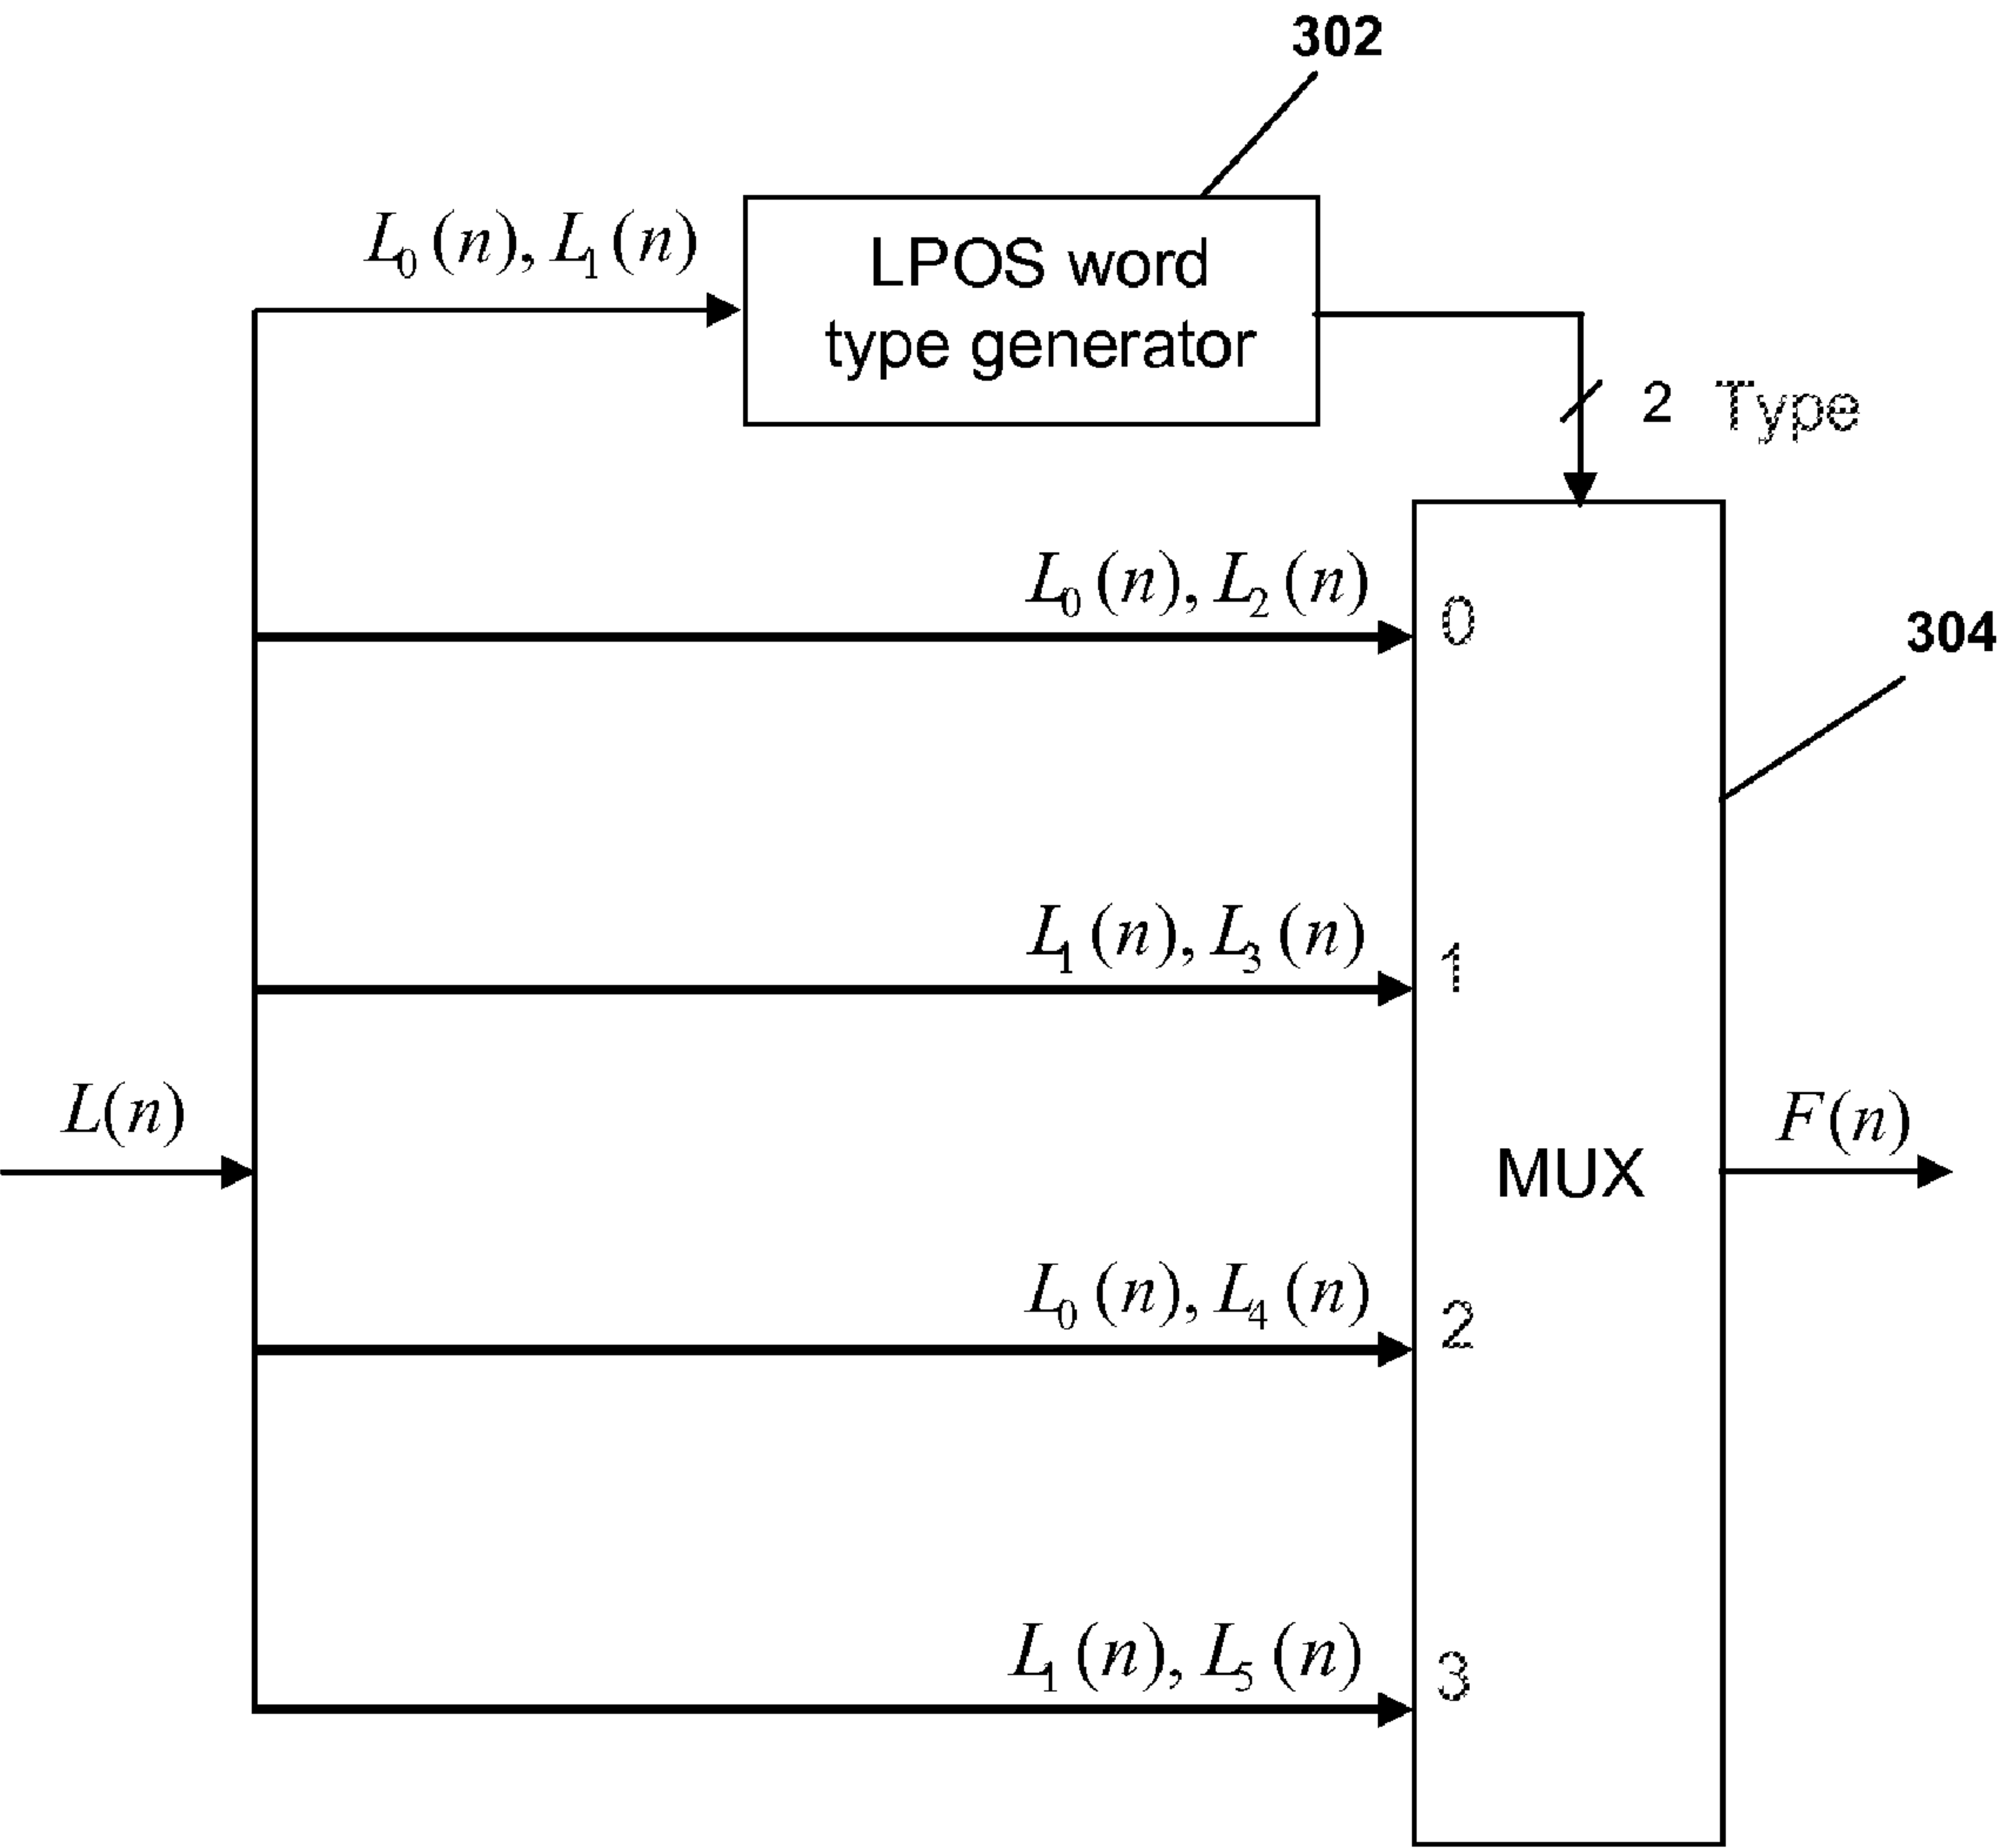 302
L₀(n), L₁(n)
LPOS word
type generator
2 Type
L₀(n), L₂(n)
0
304
L₁(n), L₃(n)
1
L(n)
F(n)
MUX
L₀(n), L₄(n)
2
L₁(n), L₅(n)
3